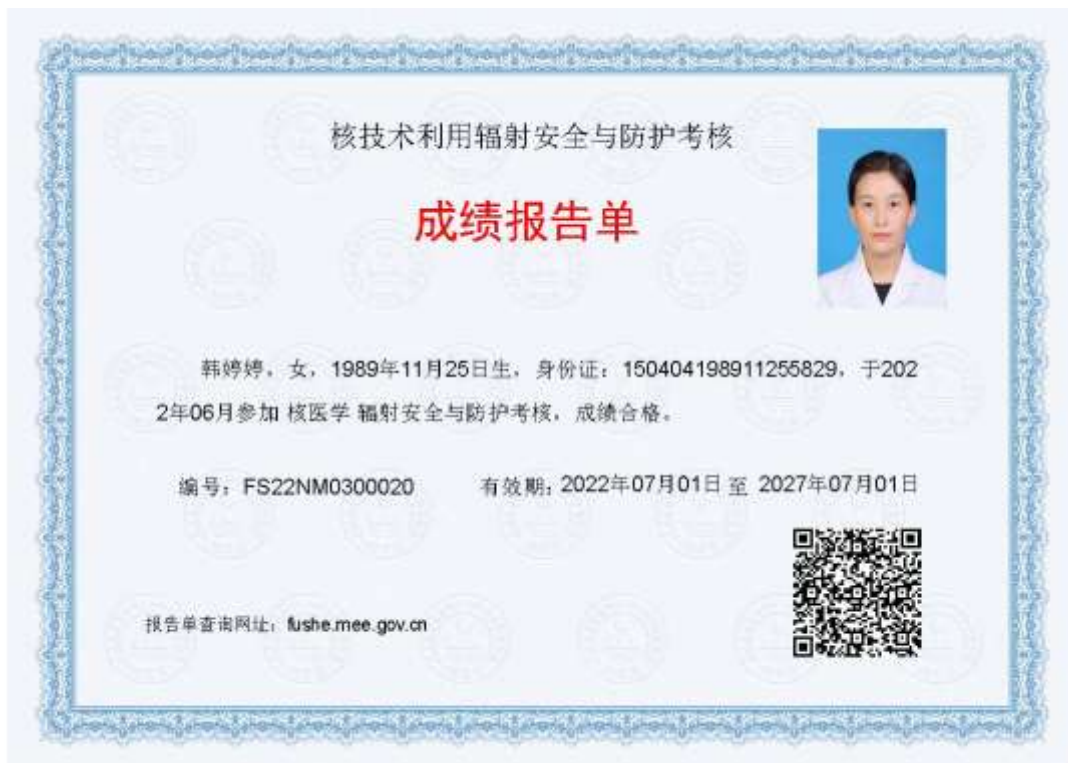 核技术利用辐射安全与防护考核
成绩报告单
韩婷婷，女，1989年11月25日生，身份证：150404198911255829，于202
2年06月参加 核医学 辐射安全与防护考核，成绩合格。
编号：FS22NM0300020 有效期：2022年07月01日 至 2027年07月01日
报告单查询网址：fushe.mee.gov.cn